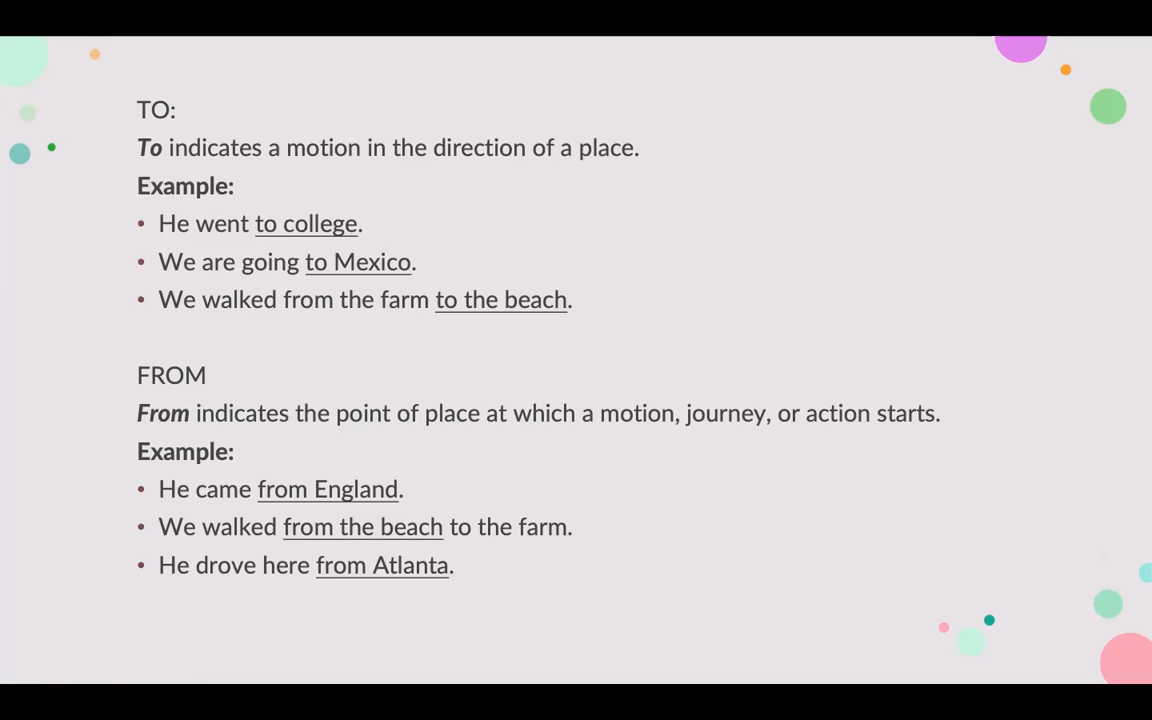 TO:
To indicates a motion in the direction of a place.
Example:
• He went to college.
• We are going to Mexico.
• We walked from the farm to the beach.
FROM
From indicates the point of place at which a motion, journey, or action starts.
Example:
• He came from England.
• We walked from the beach to the farm.
• He drove here from Atlanta.